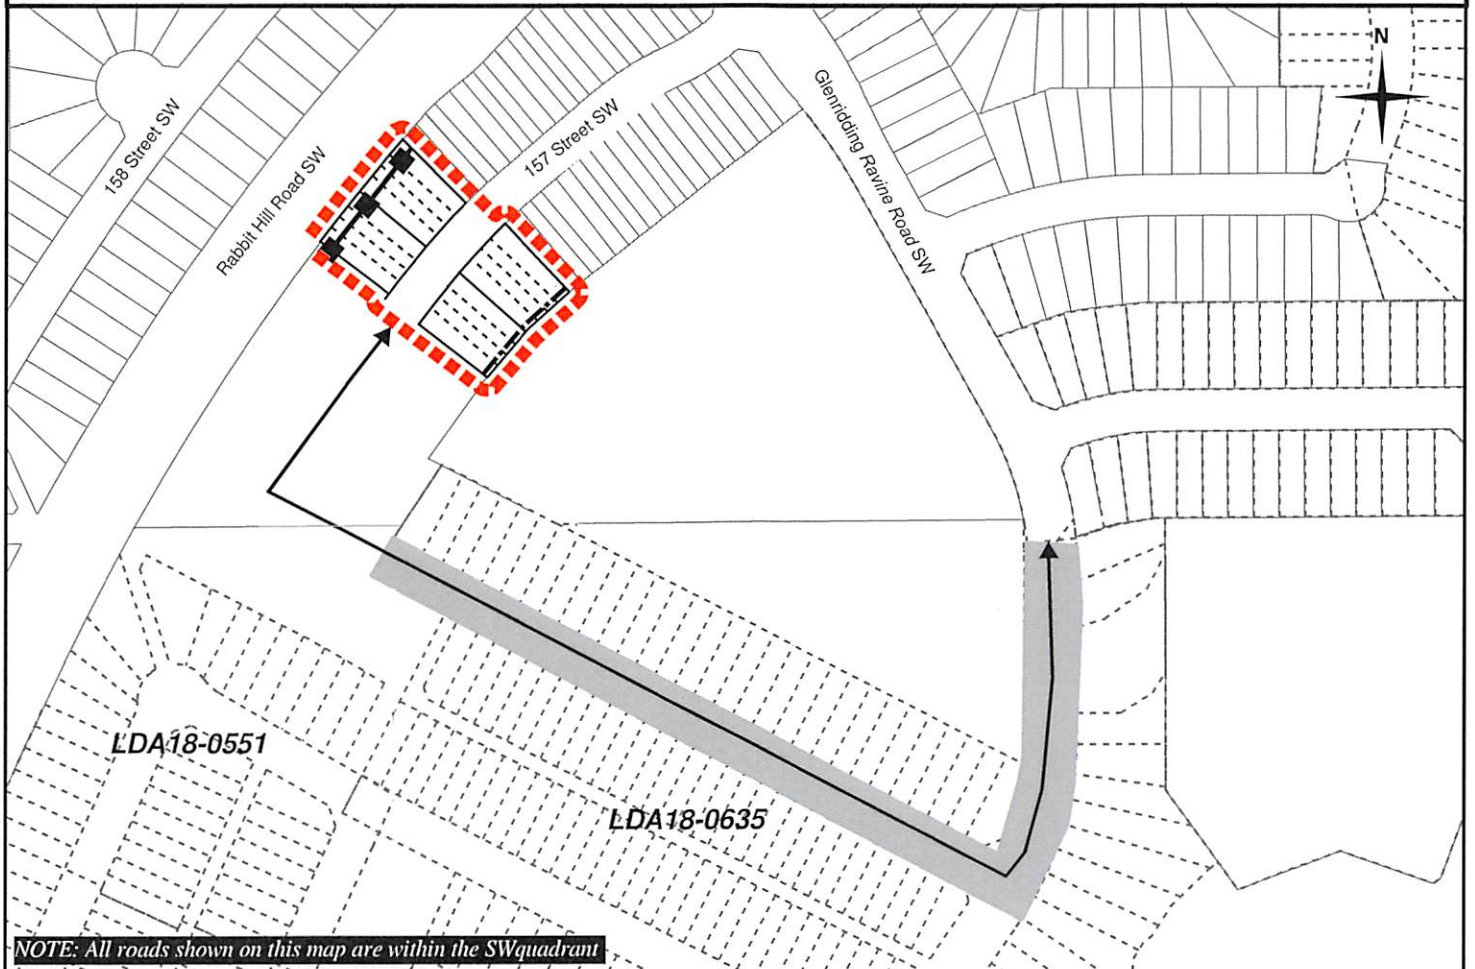 N
158 Street SW
Rabbit Hill Road SW
157 Street SW
Glenridding Ravine Road SW
LDA18-0551
LDA18-0635
NOTE: All roads shown on this map are within the SWquadrant